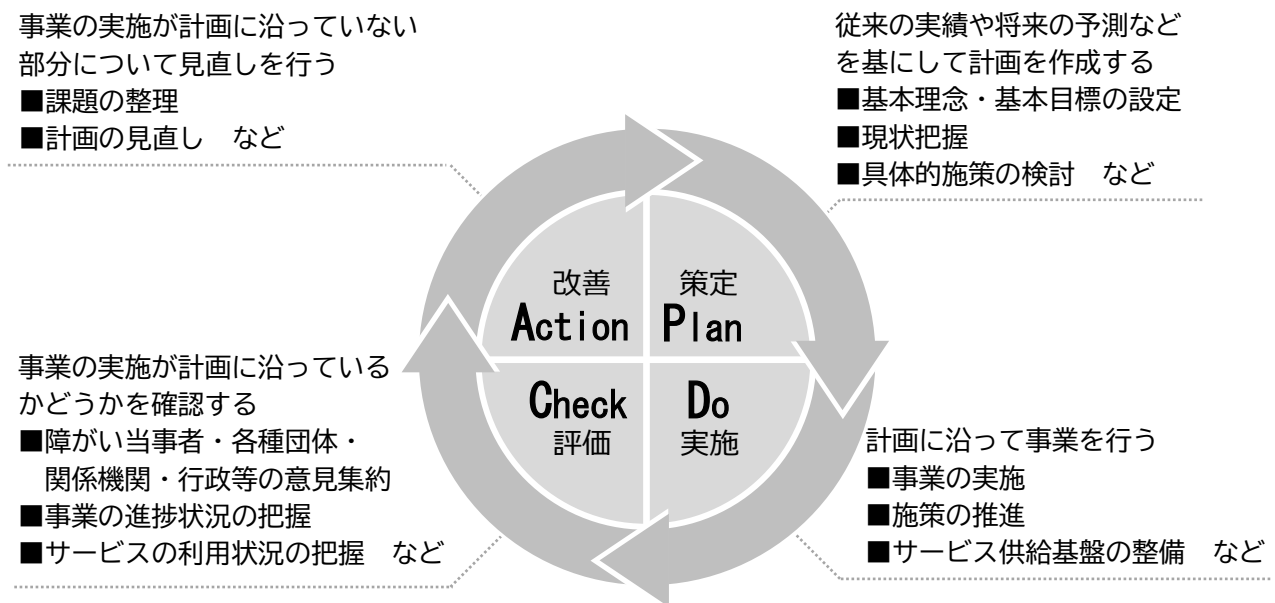 事業の実施が計画に沿っていない
部分について見直しを行う
■課題の整理
■計画の見直し　など
従来の実績や将来の予測など
を基にして計画を作成する
■基本理念・基本目標の設定
■現状把握
■具体的施策の検討　など
改善
Action
策定
Plan
Check
評価
Do
実施
事業の実施が計画に沿っている
かどうかを確認する
■障がい当事者・各種団体・
関係機関・行政等の意見集約
■事業の進捗状況の把握
■サービスの利用状況の把握　など
計画に沿って事業を行う
■事業の実施
■施策の推進
■サービス供給基盤の整備　など